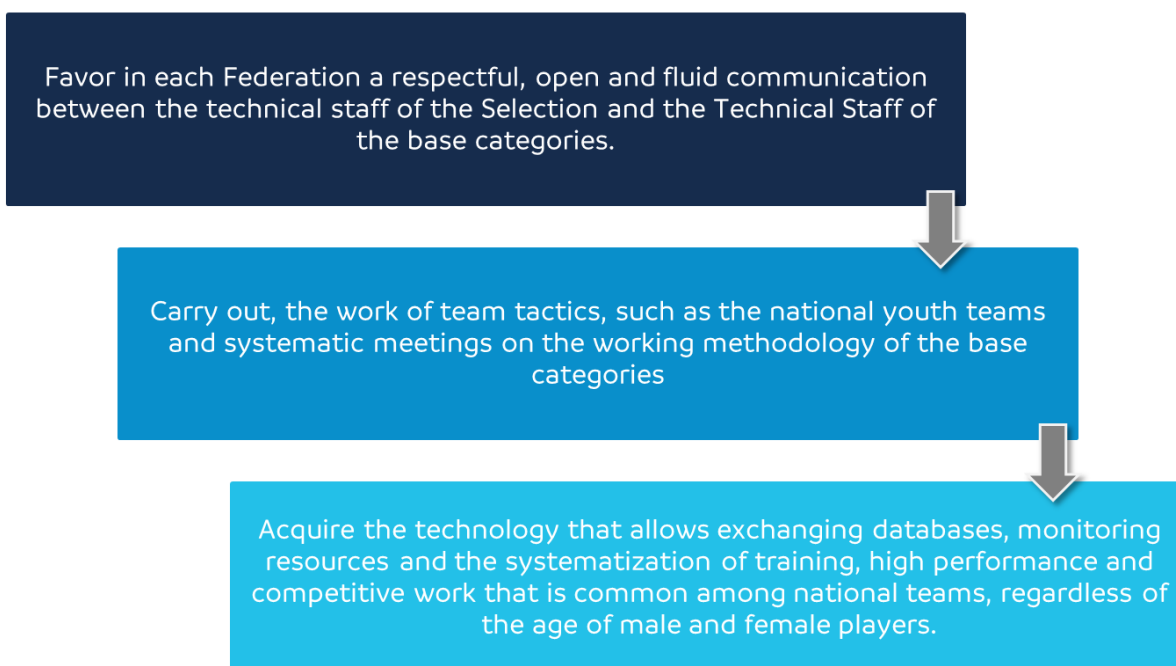 Favor in each Federation a respectful, open and fluid communication
between the technical staff of the Selection and the Technical Staff of
the base categories.
Carry out, the work of team tactics, such as the national youth teams
and systematic meetings on the working methodology of the base
categories
Acquire the technology that allows exchanging databases, monitoring
resources and the systematization of training, high performance and
competitive work that is common among national teams, regardless of
the age of male and female players.